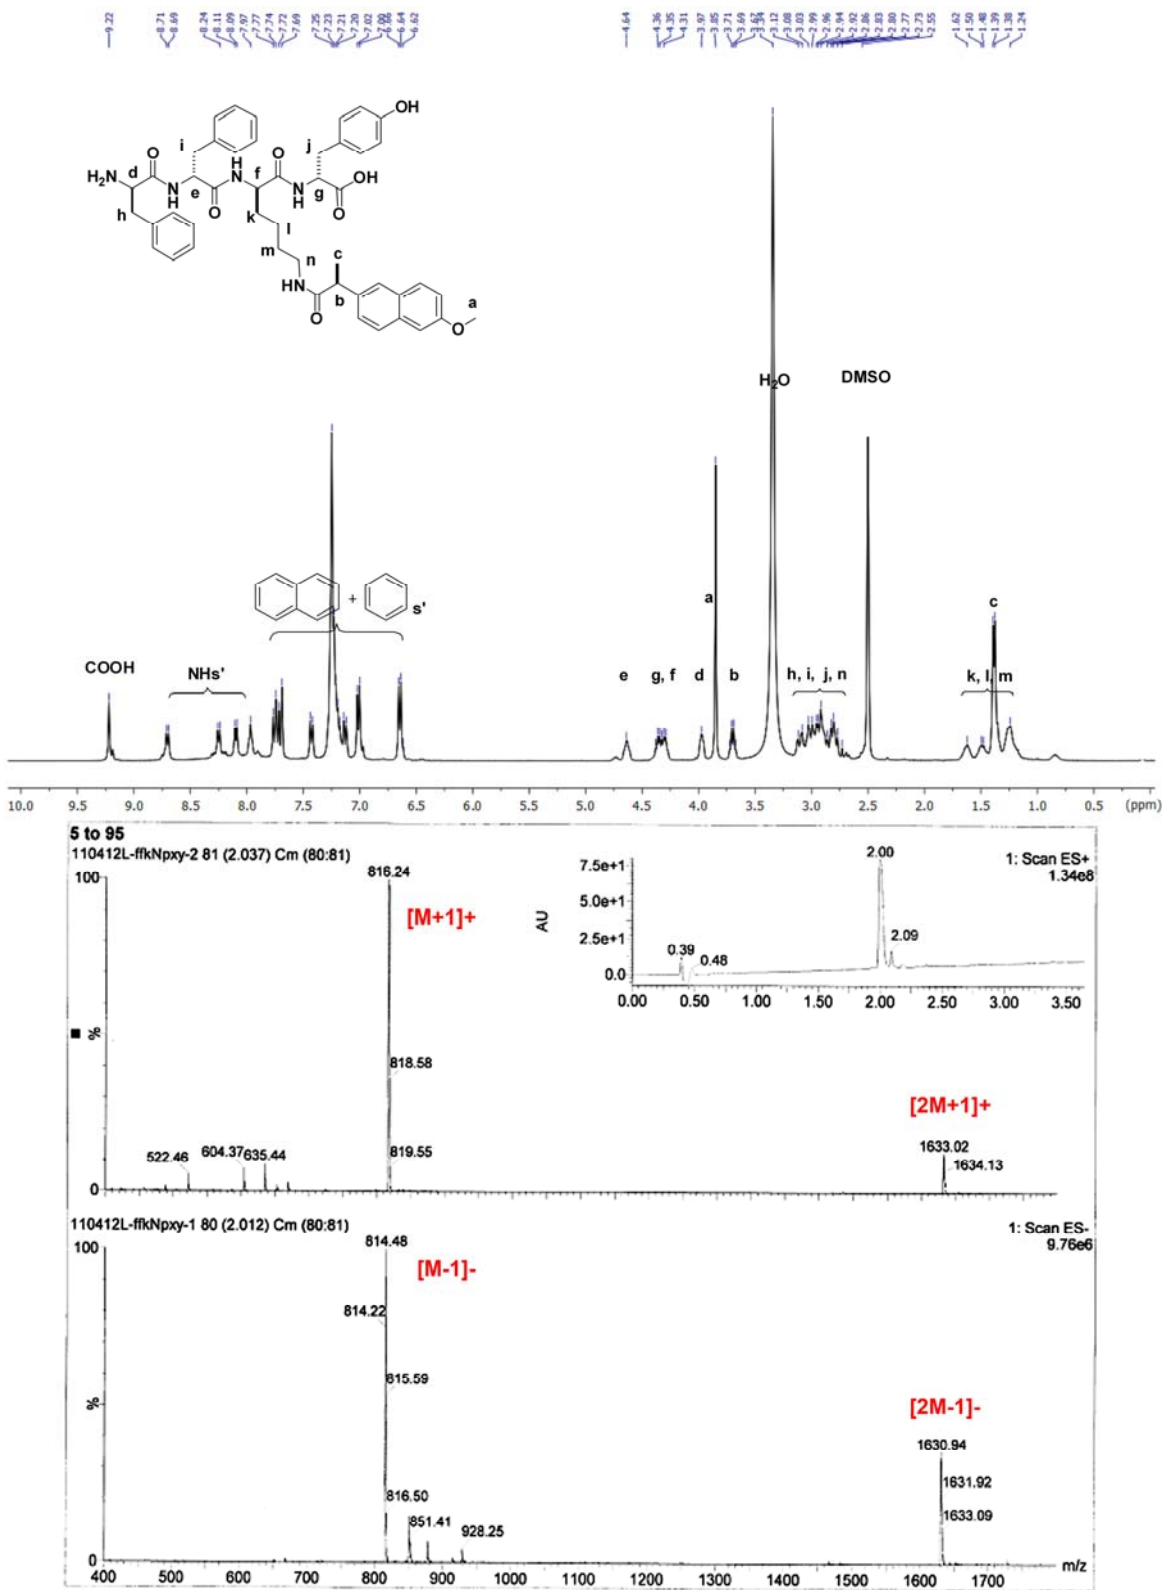 9.22 8.71 8.69 8.24 8.11 8.09 7.97 7.77 7.74 7.72 7.69 7.25 7.23 7.21 7.20 7.02 7.00 6.66 6.64 6.62 4.64 4.36 4.35 4.31 3.97 3.85 3.71 3.69 3.67 3.34 3.12 3.08 3.03 2.99 2.96 2.94 2.92 2.86 2.83 2.80 2.77 2.73 2.55 1.62 1.50 1.48 1.39 1.38 1.24
OH
i j
H2N d O N H e O H N f O N H g OH O
h k l
m n c
HN O b O a
H2O DMSO
+ s'
COOH NHs' e g, f d a b h, i, j, n k, l, m c
10.0 9.5 9.0 8.5 8.0 7.5 7.0 6.5 6.0 5.5 5.0 4.5 4.0 3.5 3.0 2.5 2.0 1.5 1.0 0.5 (ppm)
5 to 95
110412L-ffkNpxy-2 81 (2.037) Cm (80:81)
1: Scan ES+
1.34e8
100 % 0
816.24
[M+1]+
818.58
819.55
522.46 604.37 635.44
[2M+1]+
1633.02
1634.13
AU
7.5e+1
5.0e+1
2.5e+1
0.0
2.00
2.09
0.39
0.48
0.00 0.50 1.00 1.50 2.00 2.50 3.00 3.50
110412L-ffkNpxy-1 80 (2.012) Cm (80:81)
1: Scan ES-
9.76e6
100 % 0
814.48
[M-1]-
814.22
815.59
816.50
851.41
928.25
[2M-1]-
1630.94
1631.92
1633.09
m/z
400 500 600 700 800 900 1000 1100 1200 1300 1400 1500 1600 1700